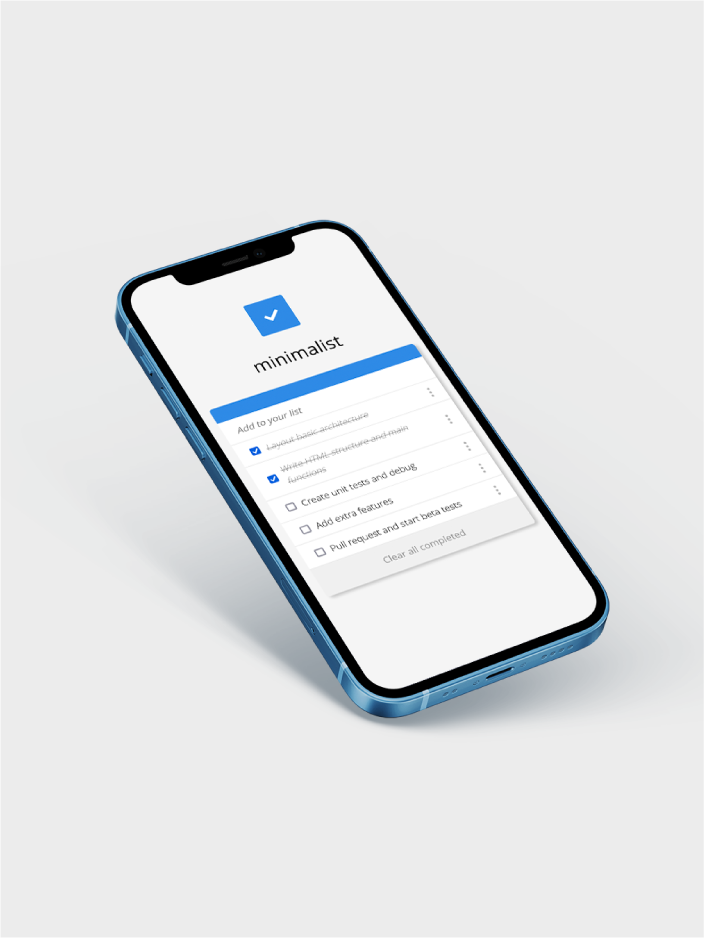 minimalist
Add to your list
Layout basic architecture
Write HTML structure and main
functions
Create unit tests and debug
Add extra features
Pull request and start beta tests
Clear all completed